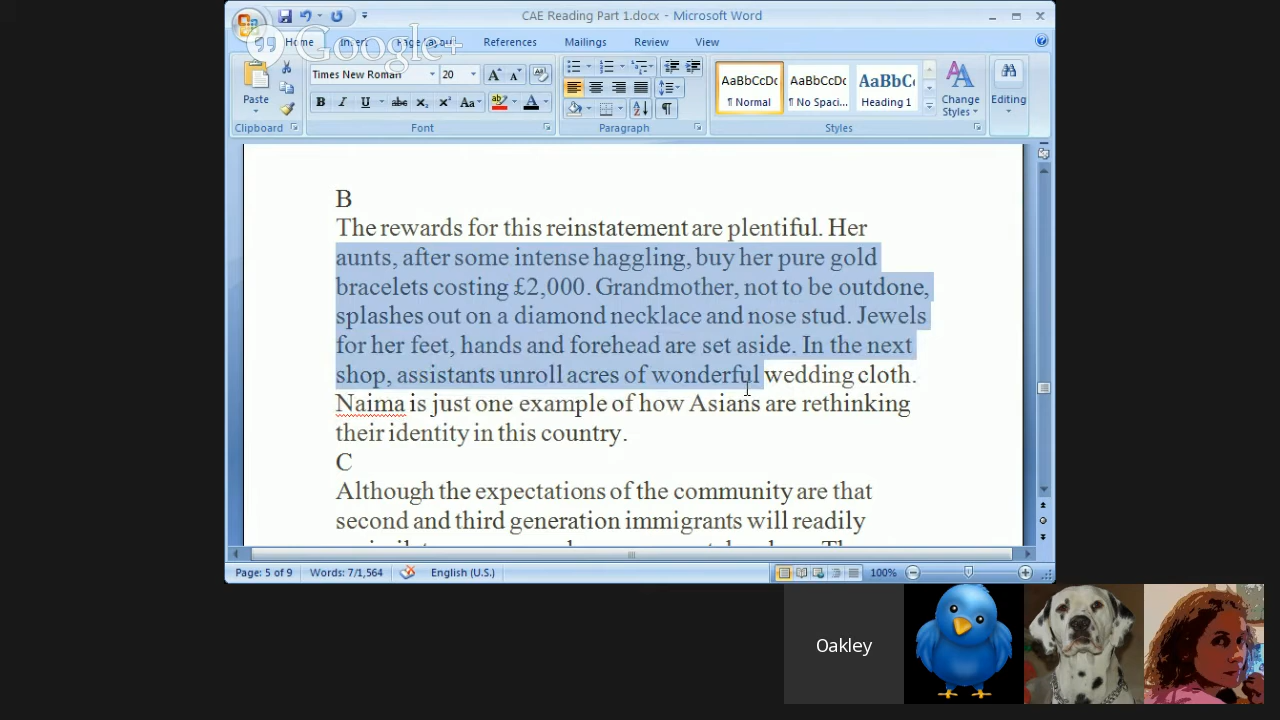 CAE Reading Part 1.docx - Microsoft Word
Google+
Home Insert Page Layout References Mailings Review View
Times New Roman 20
AaBbCcDc AaBbCcDc AaBbCc
Paste
¶ Normal ¶ No Spaci... Heading 1
Change Styles
Editing
Clipboard Font Paragraph Styles
B
The rewards for this reinstatement are plentiful. Her
aunts, after some intense haggling, buy her pure gold
bracelets costing £2,000. Grandmother, not to be outdone,
splashes out on a diamond necklace and nose stud. Jewels
for her feet, hands and forehead are set aside. In the next
shop, assistants unroll acres of wonderful wedding cloth.
Naima is just one example of how Asians are rethinking
their identity in this country.
C
Although the expectations of the community are that
second and third generation immigrants will readily
Page: 5 of 9 Words: 7/1,564 English (U.S.) 100%
Oakley